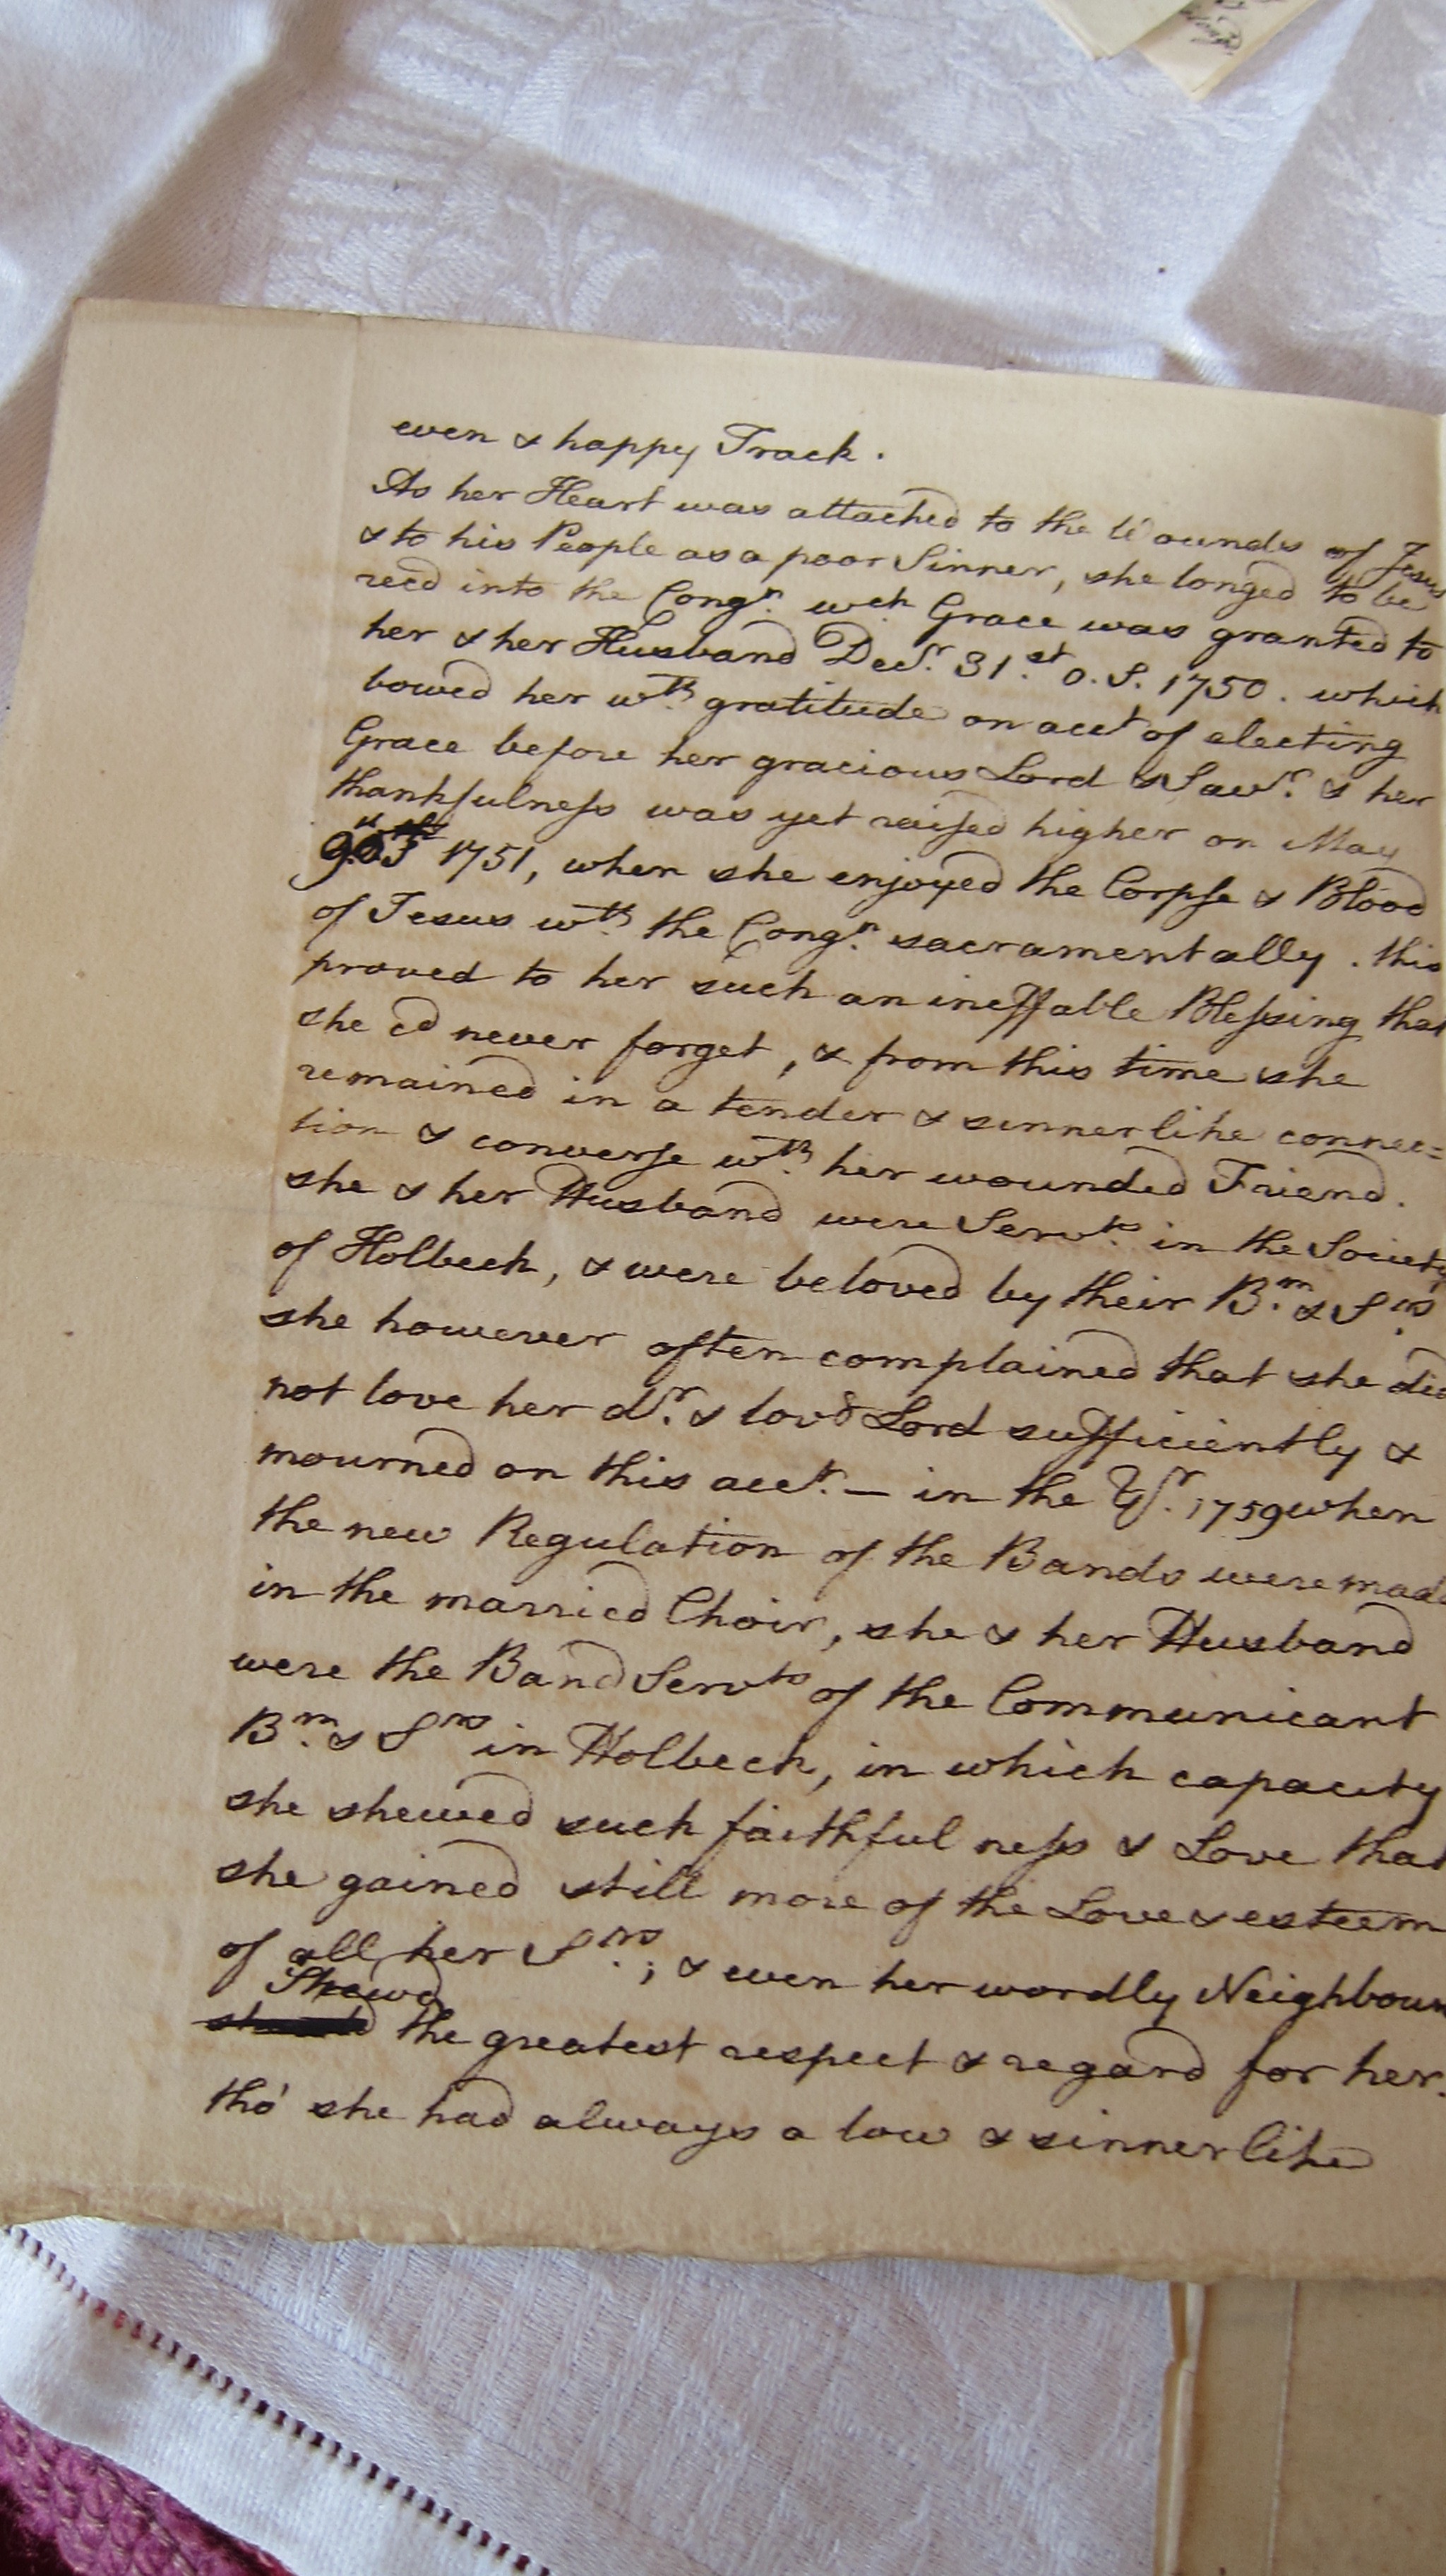 even & happy Track.
As her Heart was attached to the Wounds of Jesus
& to his People as a poor Sinner, she longed to be
recd into the Congn. wch Grace was granted to
her & her Husband Decr. 31.st O.S. 1750. which
bowed her wth. gratitude on acct of electing
Grace before her gracious Lord & Savr. & her
thankfulness was yet raised higher on May
1751, when she enjoyed the Corpse & Blood
of Jesus wth. the Congn. sacramentally. this
proved to her such an ineffable Blessing that
she cd never forget, & from this time she
remained in a tender & sinnerlike connec=
tion & converse wth. her wounded Friend.
she & her Husband were Servts. in the Society
of Holbeck, & were beloved by their Brn. & Srs.
she however often complained that she did
not love her dr. & lovd Lord sufficiently &
mourned on this acct. — in the Yr. 1759 when
the new Regulation of the Bands were made
in the married Choir, she & her Husband
were the Band Servts of the Communicant
Brn. & Srs in Holbeck, in which capacity
she shewed such faithful ness & Love that
she gained still more of the Love & esteem
of all her Srs.; & even her wordly Neighbours
Shewd
the greatest respect & regard for her.
tho' she had always a low & sinnerlike